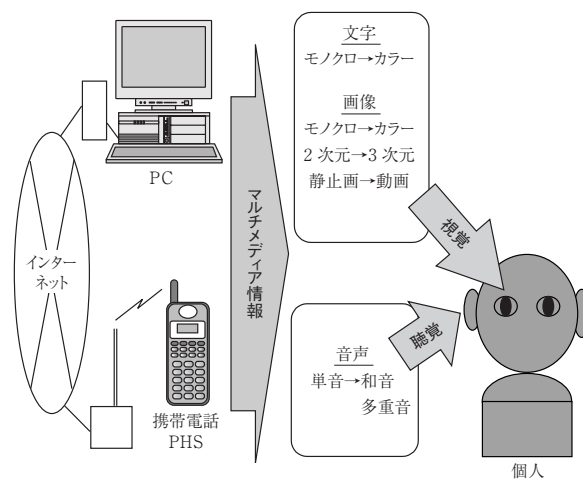 PC
インター
ネット
携帯電話
PHS
マルチメディア情報
文字
モノクロ→カラー
画像
モノクロ→カラー
2次元→3次元
静止画→動画
音声
単音→和音
多重音
視覚
聴覚
個人